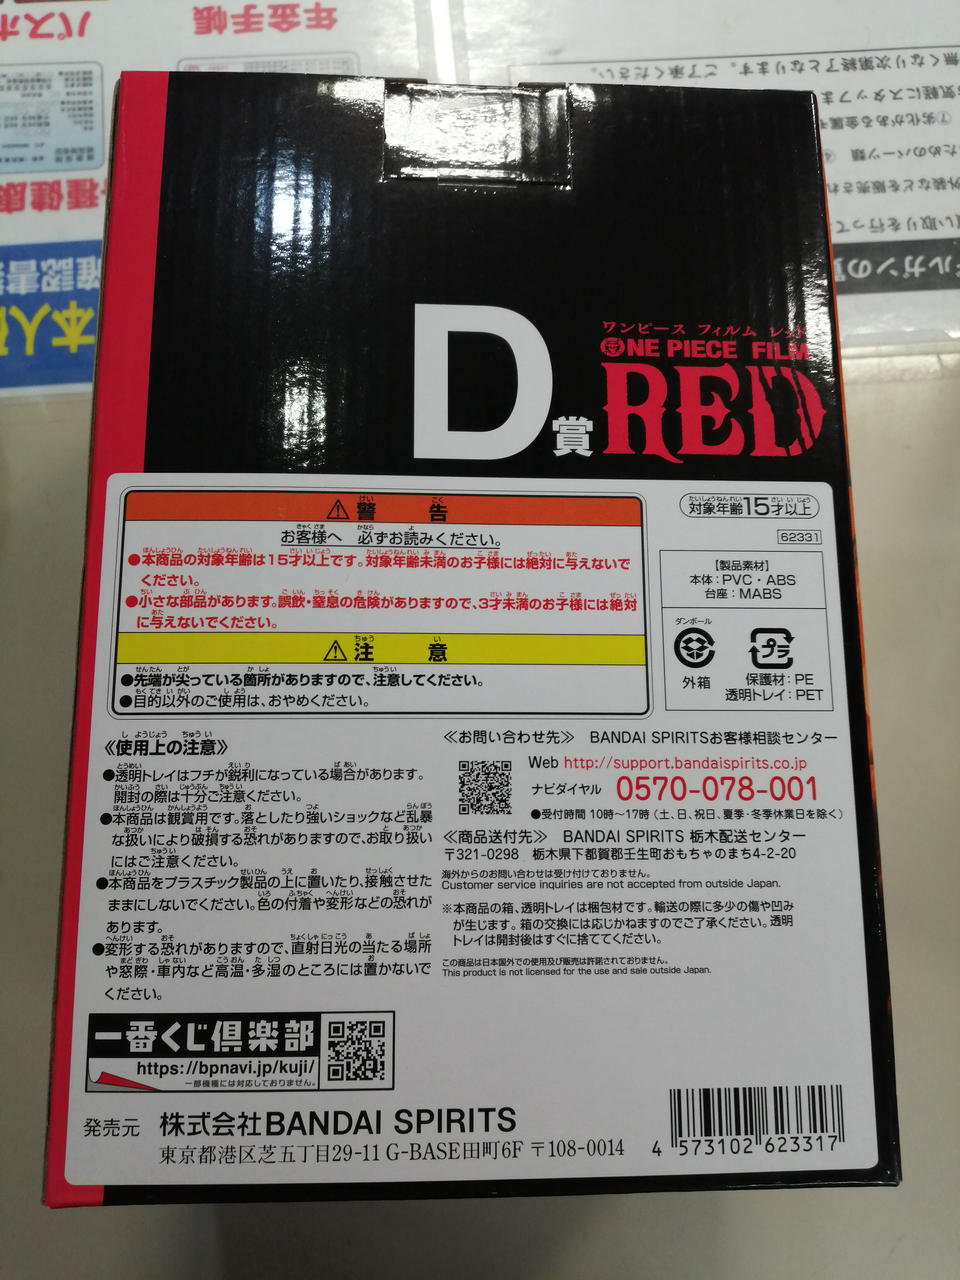 D賞
ワンピース フィルム レッド
ONE PIECE FILM
RED
⚠警告
お客様へ 必ずお読みください。
●本商品の対象年齢は15才以上です。対象年齢未満のお子様には絶対に与えないで
ください。
●小さな部品があります。誤飲・窒息の危険がありますので、3才未満のお子様には絶対
に与えないでください。
⚠注意
●先端が尖っている箇所がありますので、注意してください。
●目的以外のご使用は、おやめください。
対象年齢15才以上
62331
【製品素材】
本体：PVC・ABS
台座：MABS
ダンボール
外箱
プラ
保護材：PE
透明トレイ：PET
《使用上の注意》
●透明トレイはフチが鋭利になっている場合があります。
開封の際は十分ご注意ください。
●本商品は観賞用です。落としたり強いショックなど乱暴
な扱いにより破損する恐れがありますので、お取り扱い
にはご注意ください。
●本商品をプラスチック製品の上に置いたり、接触させた
ままにしないでください。色の付着や変形などの恐れが
あります。
●変形する恐れがありますので、直射日光の当たる場所
や窓際・車内など高温・多湿のところには置かないで
ください。
≪お問い合わせ先≫ BANDAI SPIRITSお客様相談センター
Web http://support.bandaispirits.co.jp
ナビダイヤル 0570-078-001
●受付時間 10時〜17時（土、日、祝日、夏季・冬季休業日を除く）
≪商品送付先≫ BANDAI SPIRITS 栃木配送センター
〒321-0298 栃木県下都賀郡壬生町おもちゃのまち4-2-20
海外からのお問い合わせは受け付けておりません。
Customer service inquiries are not accepted from outside Japan.
※本商品の箱、透明トレイは梱包材です。輸送の際に多少の傷や凹み
が生じます。箱の交換には応じかねますのでご了承ください。透明
トレイは開封後はすぐに捨ててください。
この商品は日本国外での使用及び販売は許諾されておりません。
This product is not licensed for the use and sale outside Japan.
一番くじ倶楽部
https://bpnavi.jp/kuji/
一部機種には対応しておりません。
発売元 株式会社BANDAI SPIRITS
東京都港区芝五丁目29-11 G-BASE田町6F 〒108-0014
4 573102 623317
年金手帳